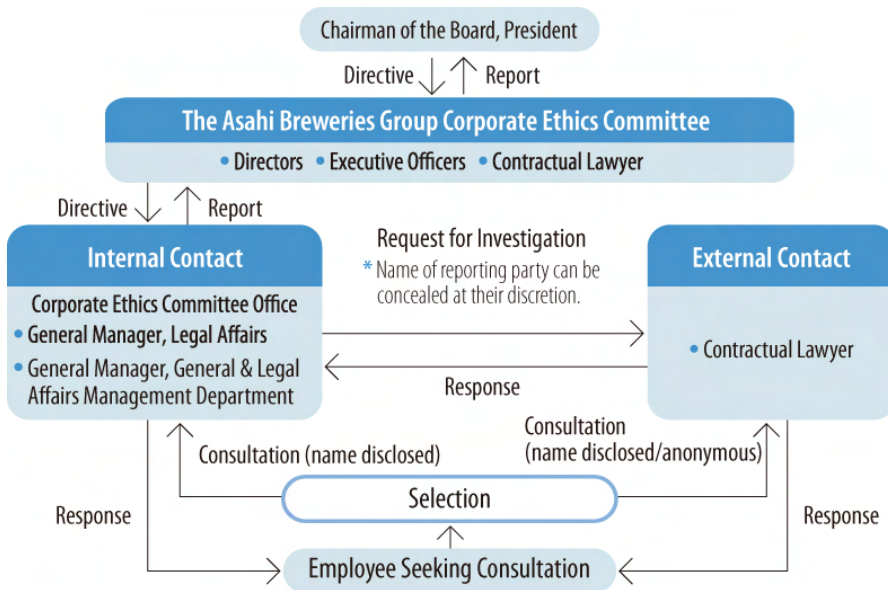 Chairman of the Board, President
Directive
Report
The Asahi Breweries Group Corporate Ethics Committee
• Directors • Executive Officers • Contractual Lawyer
Directive
Report
Internal Contact
Corporate Ethics Committee Office
• General Manager, Legal Affairs
• General Manager, General & Legal
Affairs Management Department
Request for Investigation
* Name of reporting party can be
concealed at their discretion.
External Contact
• Contractual Lawyer
Response
Consultation (name disclosed)
Consultation
(name disclosed/anonymous)
Selection
Response
Response
Employee Seeking Consultation